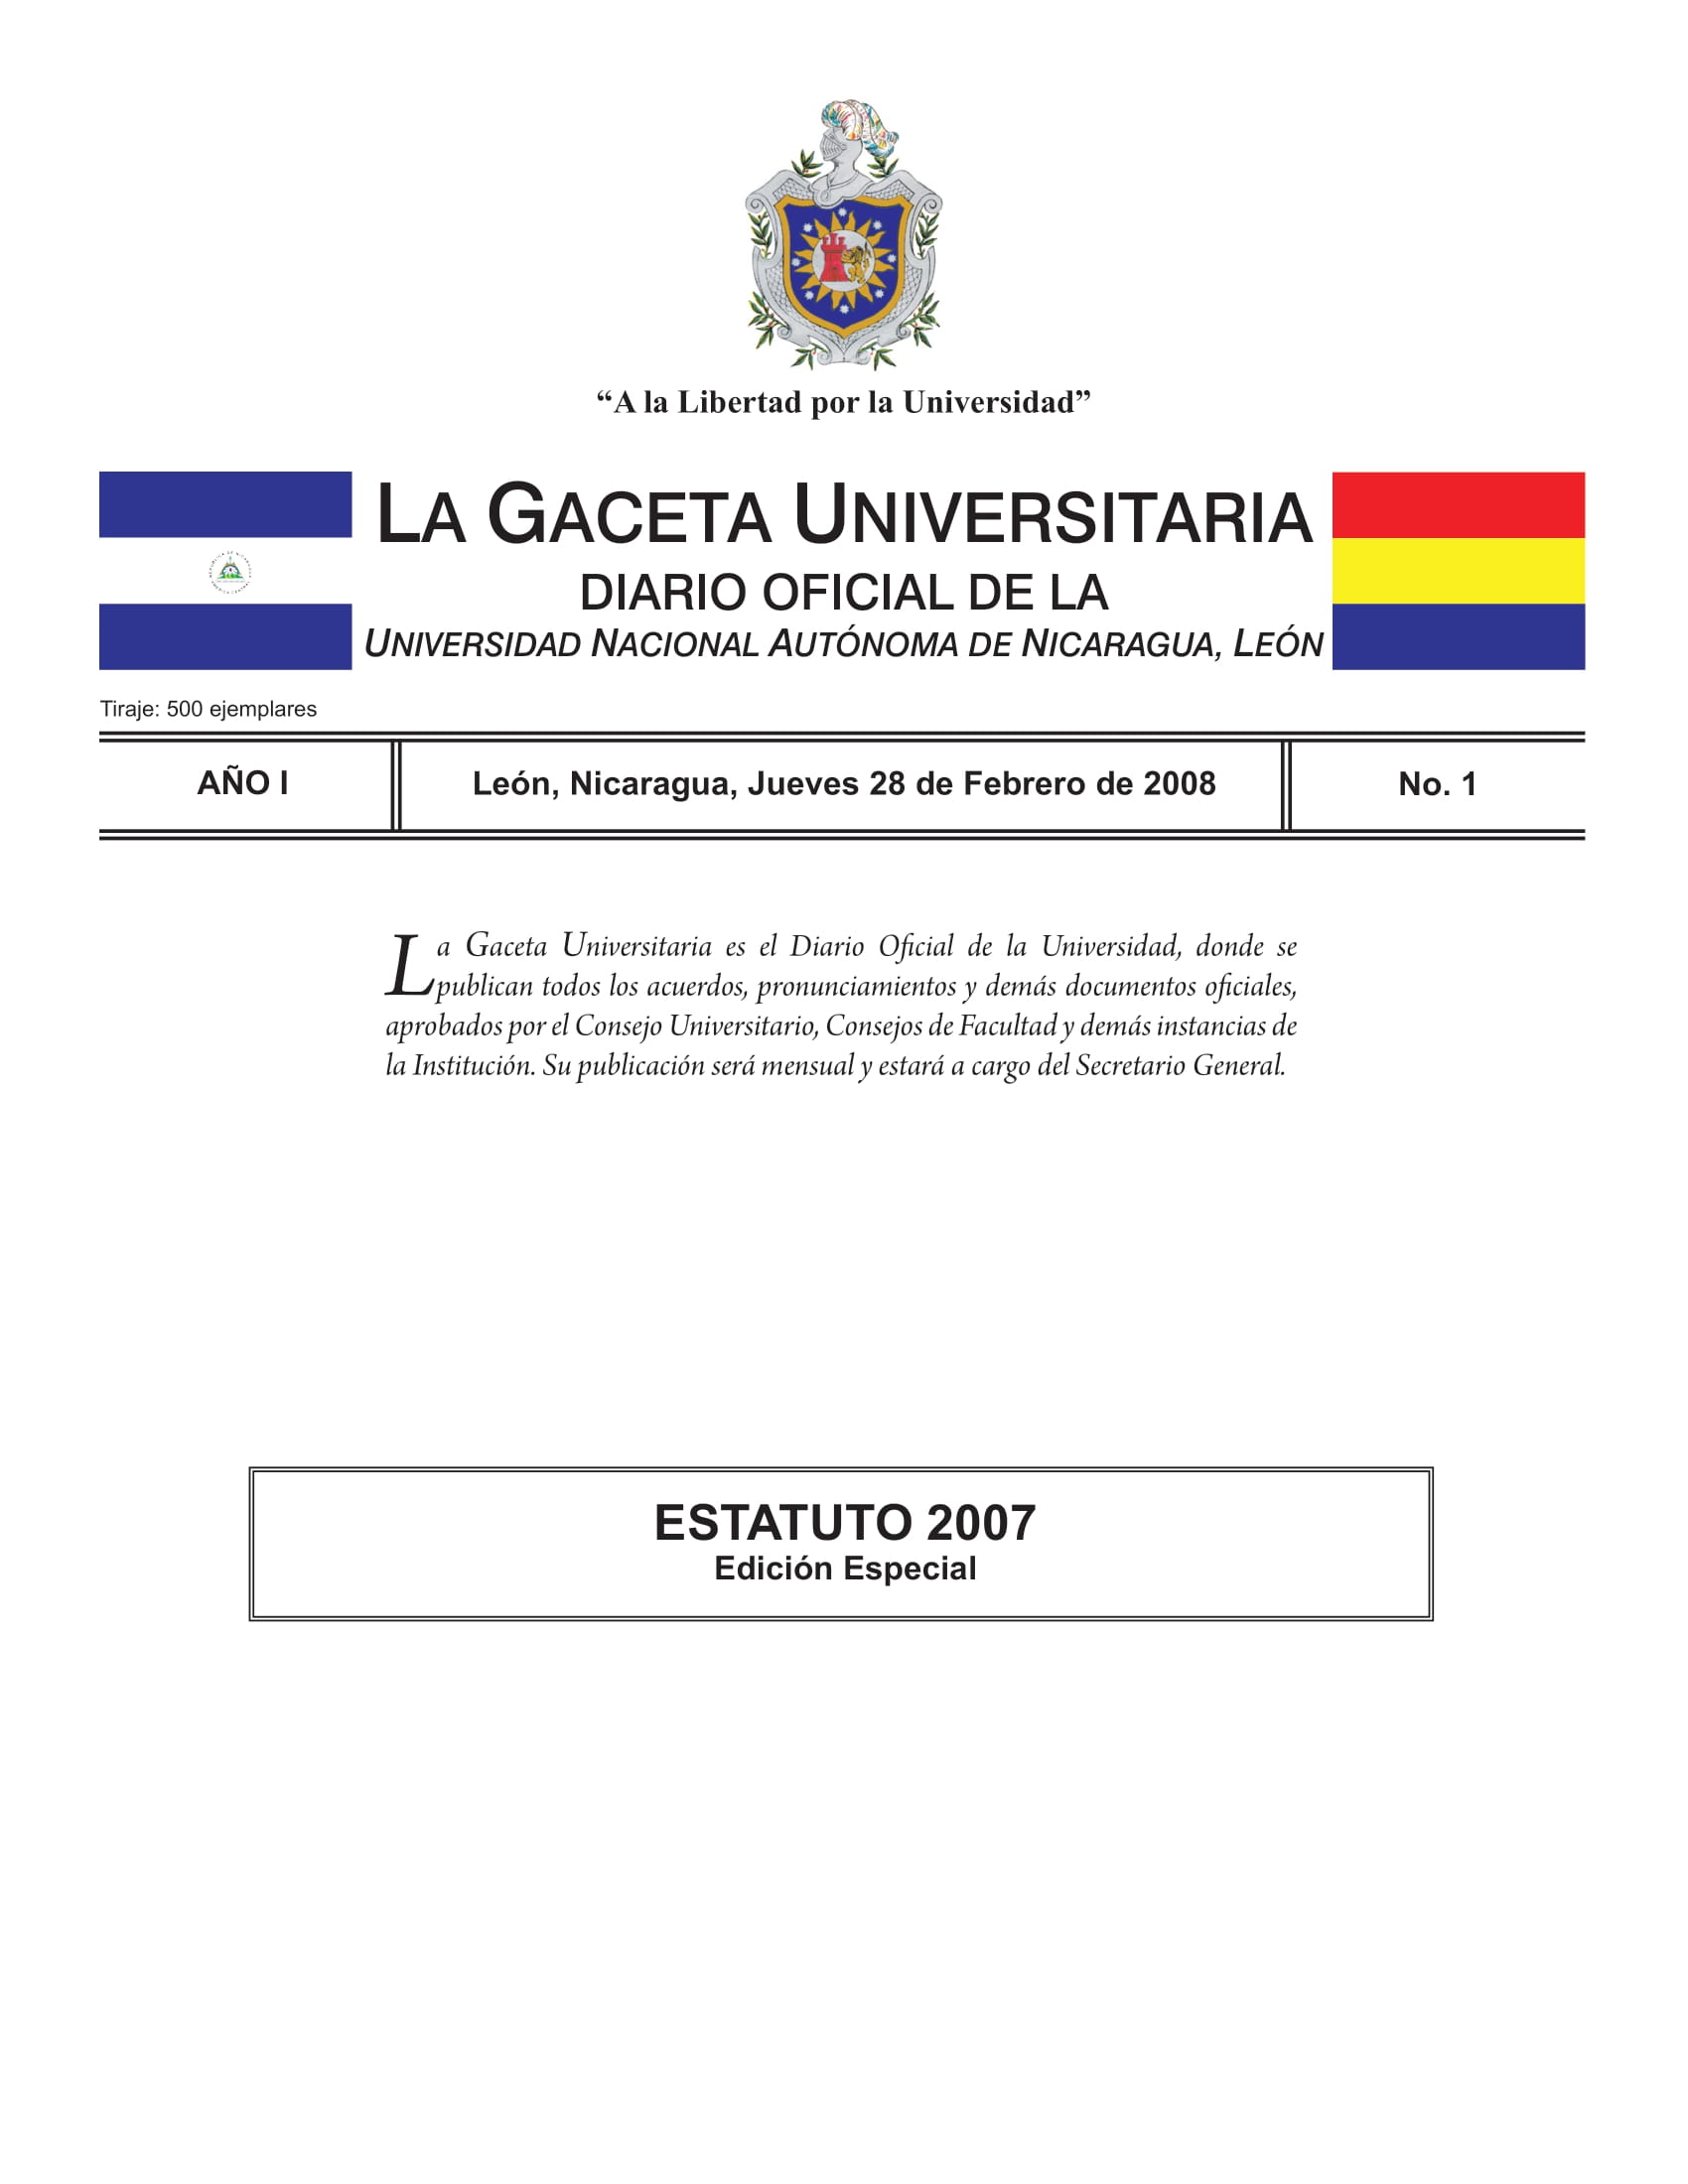 “A la Libertad por la Universidad”
LA GACETA UNIVERSITARIA
DIARIO OFICIAL DE LA
UNIVERSIDAD NACIONAL AUTÓNOMA DE NICARAGUA, LEÓN
Tiraje: 500 ejemplares
AÑO I
León, Nicaragua, Jueves 28 de Febrero de 2008
No. 1
La Gaceta Universitaria es el Diario Oficial de la Universidad, donde se
publican todos los acuerdos, pronunciamientos y demás documentos oficiales,
aprobados por el Consejo Universitario, Consejos de Facultad y demás instancias de
la Institución. Su publicación será mensual y estará a cargo del Secretario General.
ESTATUTO 2007
Edición Especial